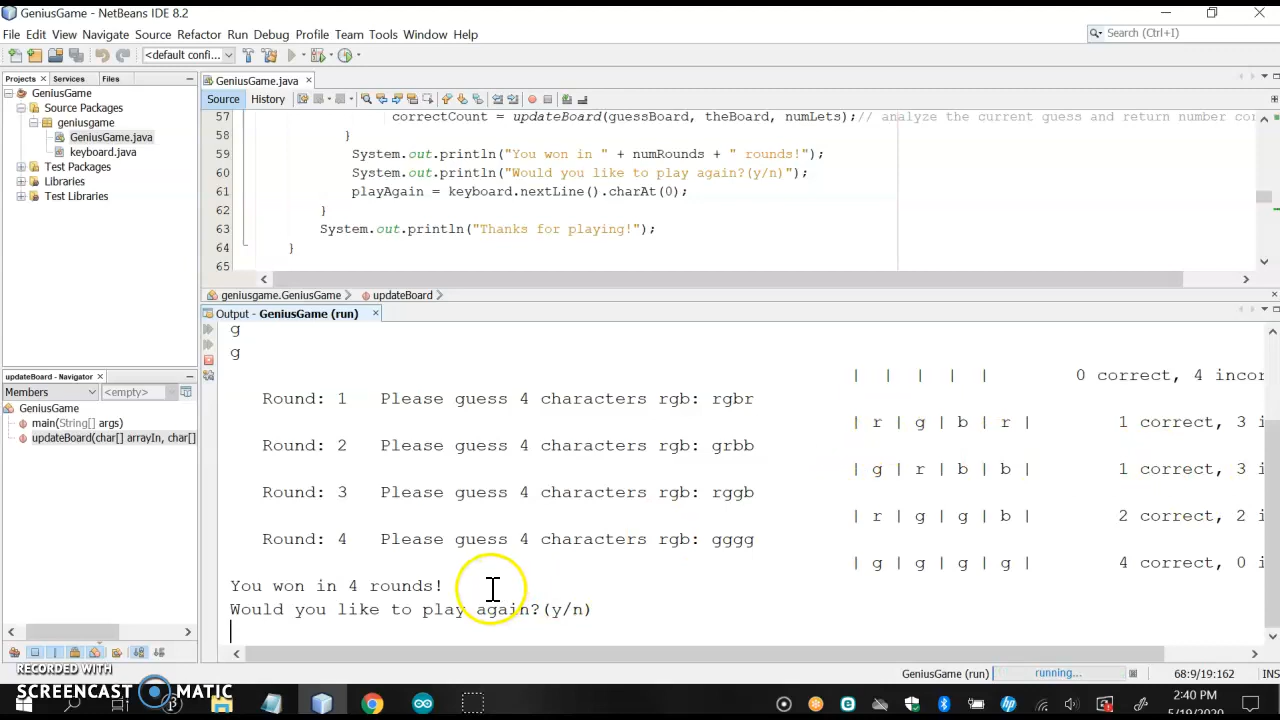 GeniusGame - NetBeans IDE 8.2
File Edit View Navigate Source Refactor Run Debug Profile Team Tools Window Help
Search (Ctrl+I)
<default confi...
Projects Services Files
GeniusGame.java
Source History
GeniusGame
Source Packages
geniusgame
GeniusGame.java
keyboard.java
Test Packages
Libraries
Test Libraries
57 correctCount = updateBoard(guessBoard, theBoard, numLets);// analyze the current guess and return number cor
58 }
59 System.out.println("You won in " + numRounds + " rounds!");
60 System.out.println("Would you like to play again?(y/n)");
61 playAgain = keyboard.nextLine().charAt(0);
62 }
63 System.out.println("Thanks for playing!");
64 }
65
geniusgame.GeniusGame updateBoard
Output - GeniusGame (run)
updateBoard - Navigator
Members <empty>
GeniusGame
main(String[] args)
updateBoard(char[] arrayIn, char[]
g
g
| | | | | 0 correct, 4 incor
Round: 1 Please guess 4 characters rgb: rgbr
| r | g | b | r | 1 correct, 3 i
Round: 2 Please guess 4 characters rgb: grbb
| g | r | b | b | 1 correct, 3 i
Round: 3 Please guess 4 characters rgb: rggb
| r | g | g | b | 2 correct, 2 i
Round: 4 Please guess 4 characters rgb: gggg
| g | g | g | g | 4 correct, 0 i
You won in 4 rounds!
Would you like to play again?(y/n)
GeniusGame (run) running... 68:9/19:162 INS
RECORDED WITH
SCREENCAST MATIC
2:40 PM
5/19/2020